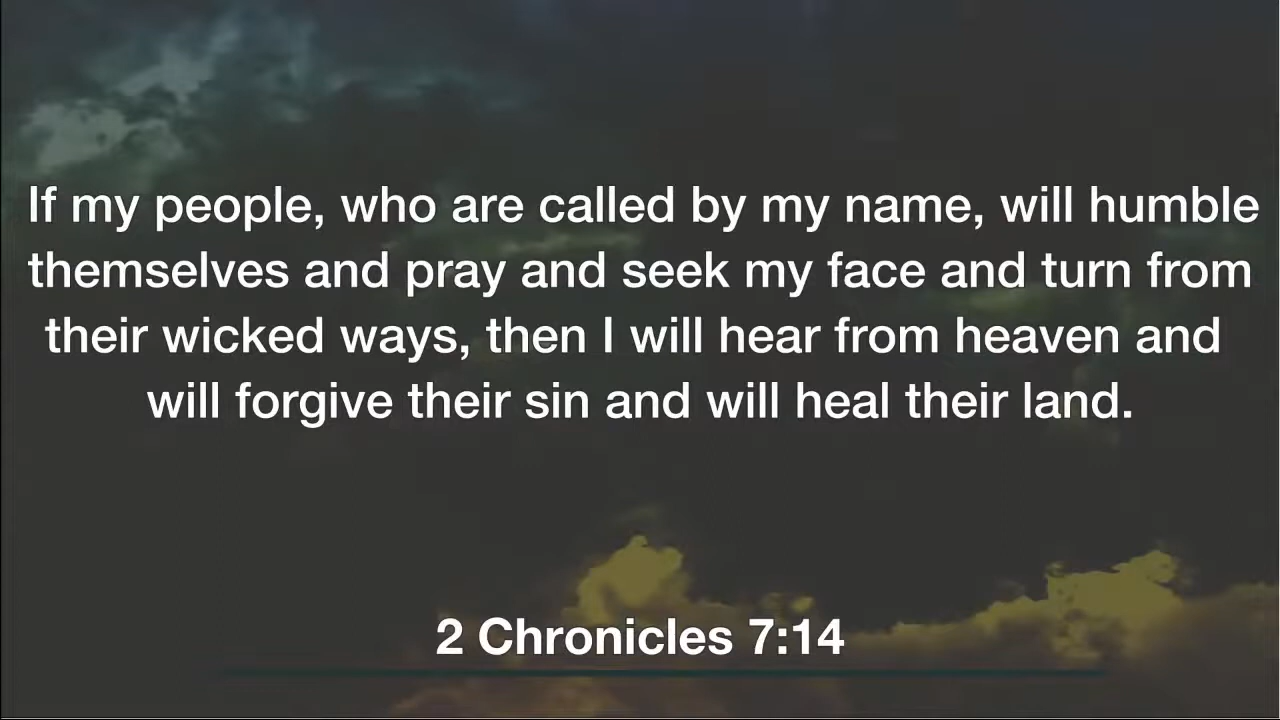 If my people, who are called by my name, will humble
themselves and pray and seek my face and turn from
their wicked ways, then I will hear from heaven and
will forgive their sin and will heal their land.
2 Chronicles 7:14